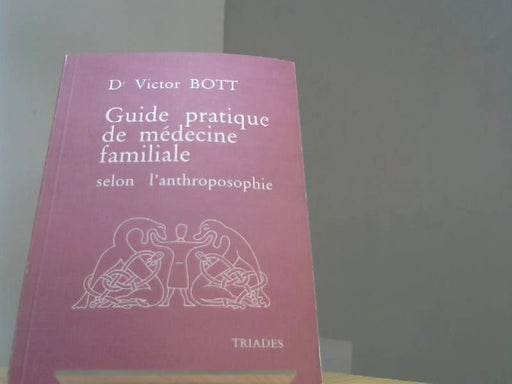 Dr Victor BOTT
Guide pratique
de médecine
familiale
selon l'anthroposophie
TRIADES